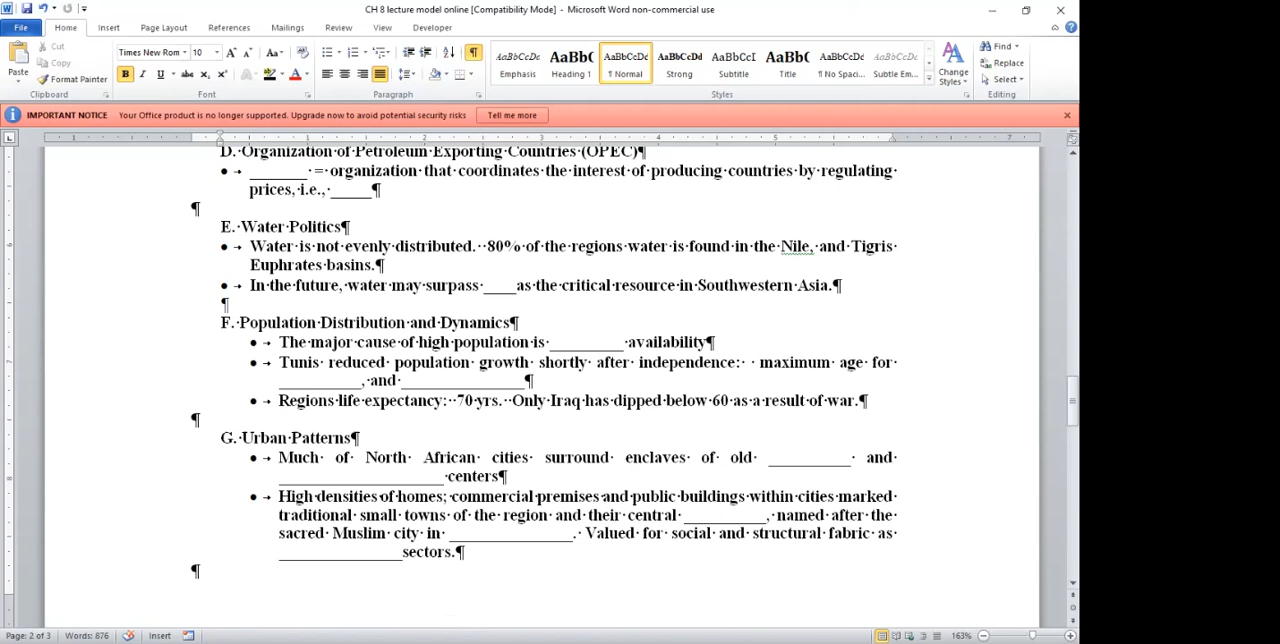 CH 8 lecture model online [Compatibility Mode] - Microsoft Word non-commercial use
File Home Insert Page Layout References Mailings Review View Developer
Paste
Cut
Copy
Format Painter
Times New Rom 10
Clipboard Font Paragraph Styles Editing
AaBbCcDc AaBbC AaBbCcDc AaBbCcDd AaBbCcI AaBbC AaBbCcDc AaBbCcDc
Emphasis Heading 1 ¶ Normal Strong Subtitle Title ¶ No Spaci... Subtle Em...
Change Styles
Find
Replace
Select
IMPORTANT NOTICE Your Office product is no longer supported. Upgrade now to avoid potential security risks Tell me more
D. Organization of Petroleum Exporting Countries (OPEC)¶
_______ = organization that coordinates the interest of producing countries by regulating
prices, i.e., _____ ¶
¶
E. Water Politics¶
Water is not evenly distributed. 80% of the regions water is found in the Nile, and Tigris
Euphrates basins.¶
In the future, water may surpass ____as the critical resource in Southwestern Asia.¶
¶
F. Population Distribution and Dynamics¶
The major cause of high population is _________ availability¶
Tunis reduced population growth shortly after independence: maximum age for
__________, and _______________¶
Regions life expectancy: 70 yrs. Only Iraq has dipped below 60 as a result of war.¶
¶
G. Urban Patterns¶
Much of North African cities surround enclaves of old __________ and
____________________ centers¶
High densities of homes; commercial premises and public buildings within cities marked
traditional small towns of the region and their central __________, named after the
sacred Muslim city in _______________. Valued for social and structural fabric as
_______________sectors.¶
¶
Page: 2 of 3 Words: 876 Insert 163%